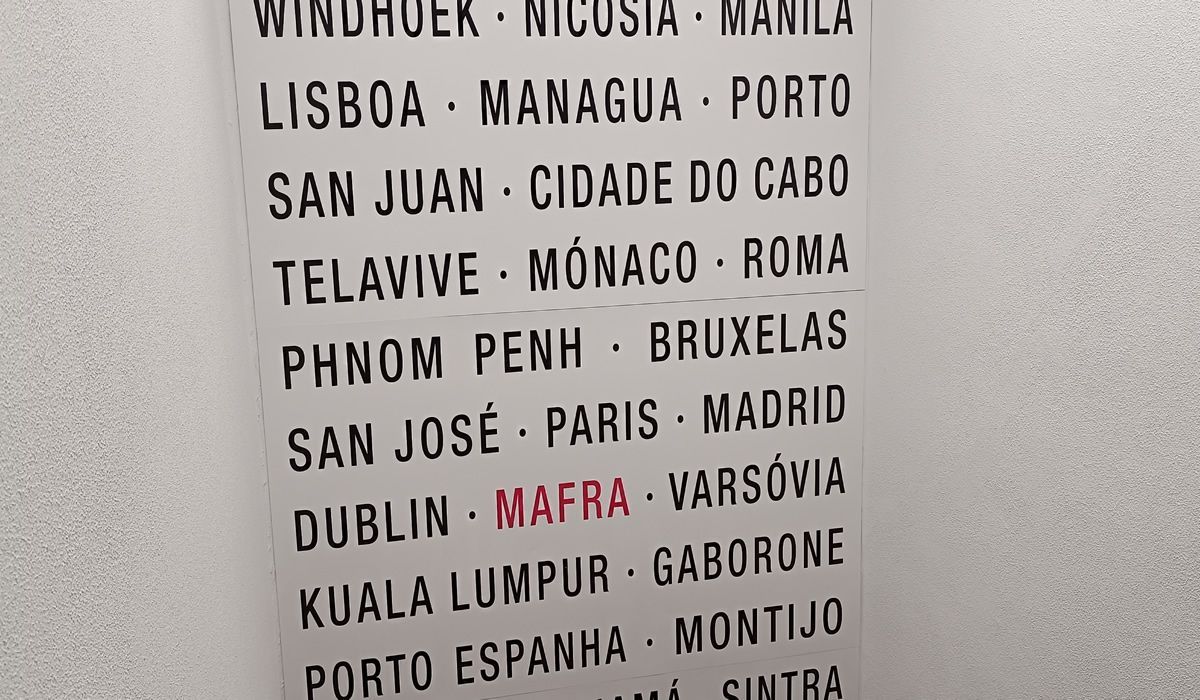 WINDHOEK · NICOSIA · MANILA
LISBOA · MANAGUA · PORTO
SAN JUAN · CIDADE DO CABO
TELAVIVE · MÓNACO · ROMA
PHNOM PENH · BRUXELAS
SAN JOSÉ · PARIS · MADRID
DUBLIN · MAFRA · VARSÓVIA
KUALA LUMPUR · GABORONE
PORTO ESPANHA · MONTIJO
SINTRA